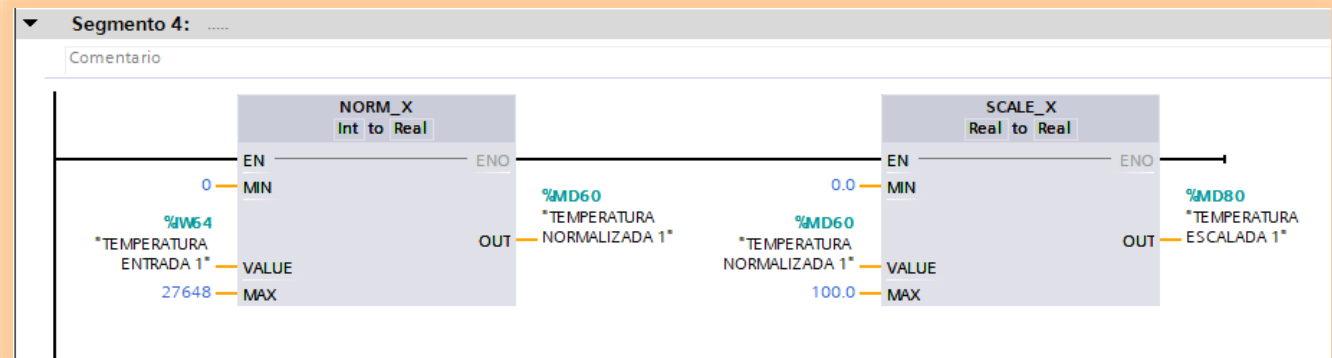 Segmento 4: .....
Comentario
NORM_X
Int to Real
EN
ENO
0
MIN
%IW64
"TEMPERATURA
ENTRADA 1"
VALUE
27648
MAX
OUT
%MD60
"TEMPERATURA
NORMALIZADA 1"
SCALE_X
Real to Real
EN
ENO
0.0
MIN
%MD60
"TEMPERATURA
NORMALIZADA 1"
VALUE
100.0
MAX
OUT
%MD80
"TEMPERATURA
ESCALADA 1"